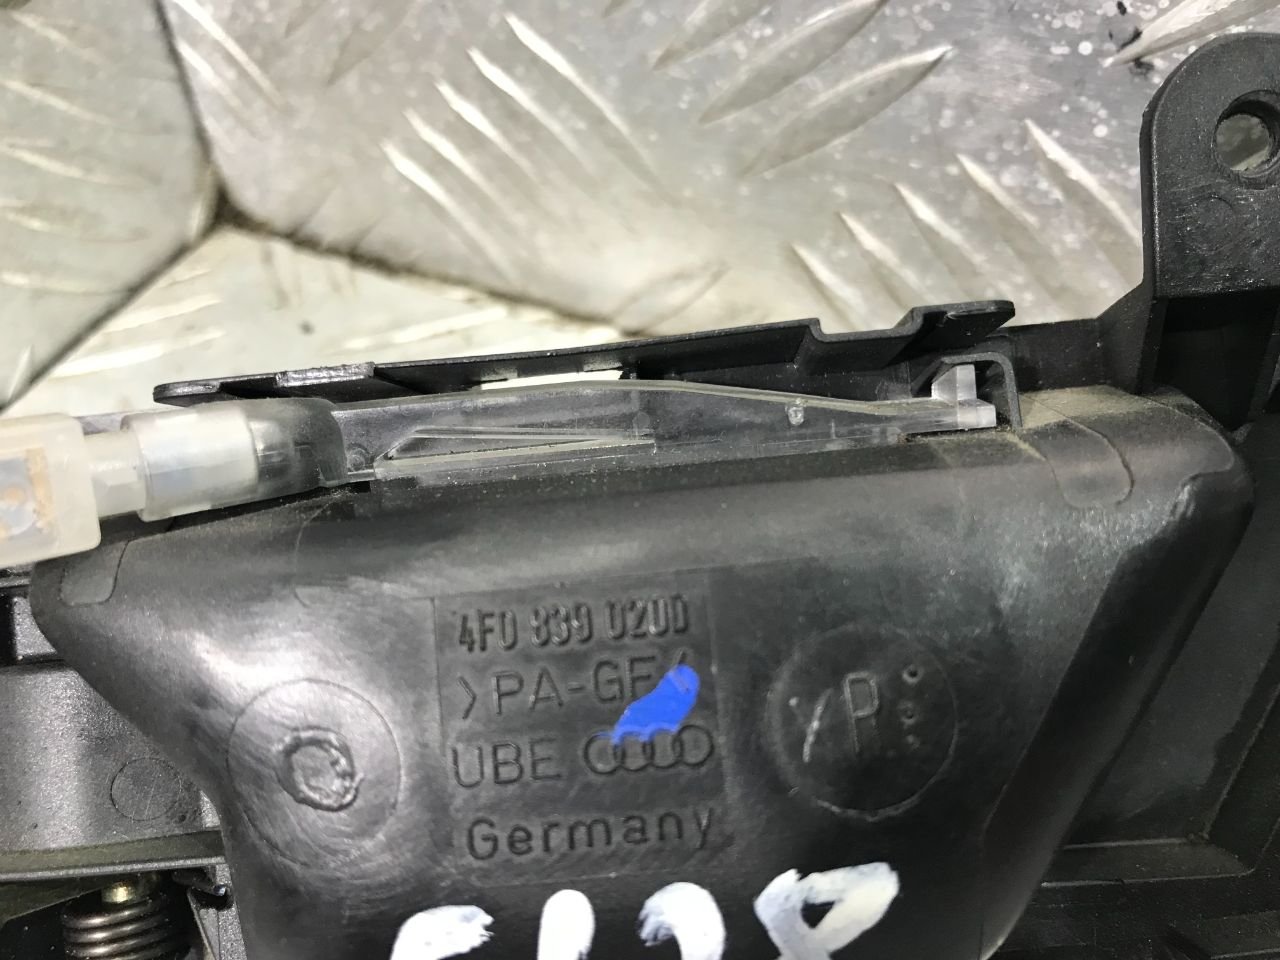 4F0 839 020D
>PA-GF
UBE
Germany
P